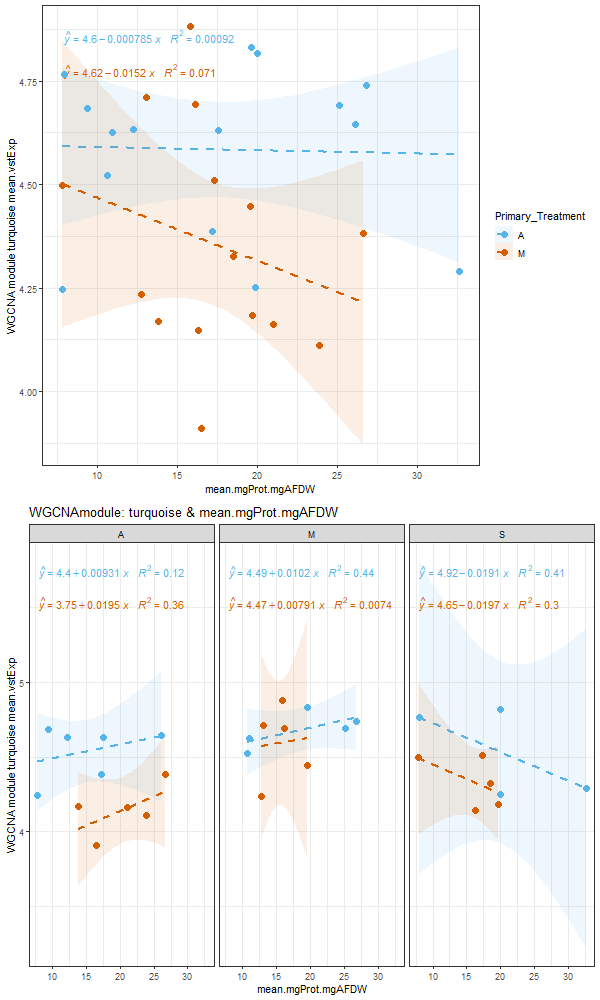 ŷ = 4.6−0.000785 x   R² = 0.00092
ŷ = 4.62−0.0152 x   R² = 0.071
4.75
4.50
4.25
4.00
WGCNA module turquoise mean.vstExp
10 15 20 25 30
mean.mgProt.mgAFDW
Primary_Treatment
A
M
WGCNAmodule: turquoise & mean.mgProt.mgAFDW
A M S
ŷ = 4.4+0.00931 x   R² = 0.12
ŷ = 3.75+0.0195 x   R² = 0.36
ŷ = 4.49+0.0102 x   R² = 0.44
ŷ = 4.47+0.00791 x   R² = 0.0074
ŷ = 4.92−0.0191 x   R² = 0.41
ŷ = 4.65−0.0197 x   R² = 0.3
5
4
WGCNA module turquoise mean.vstExp
10 15 20 25 30 10 15 20 25 30 10 15 20 25 30
mean.mgProt.mgAFDW